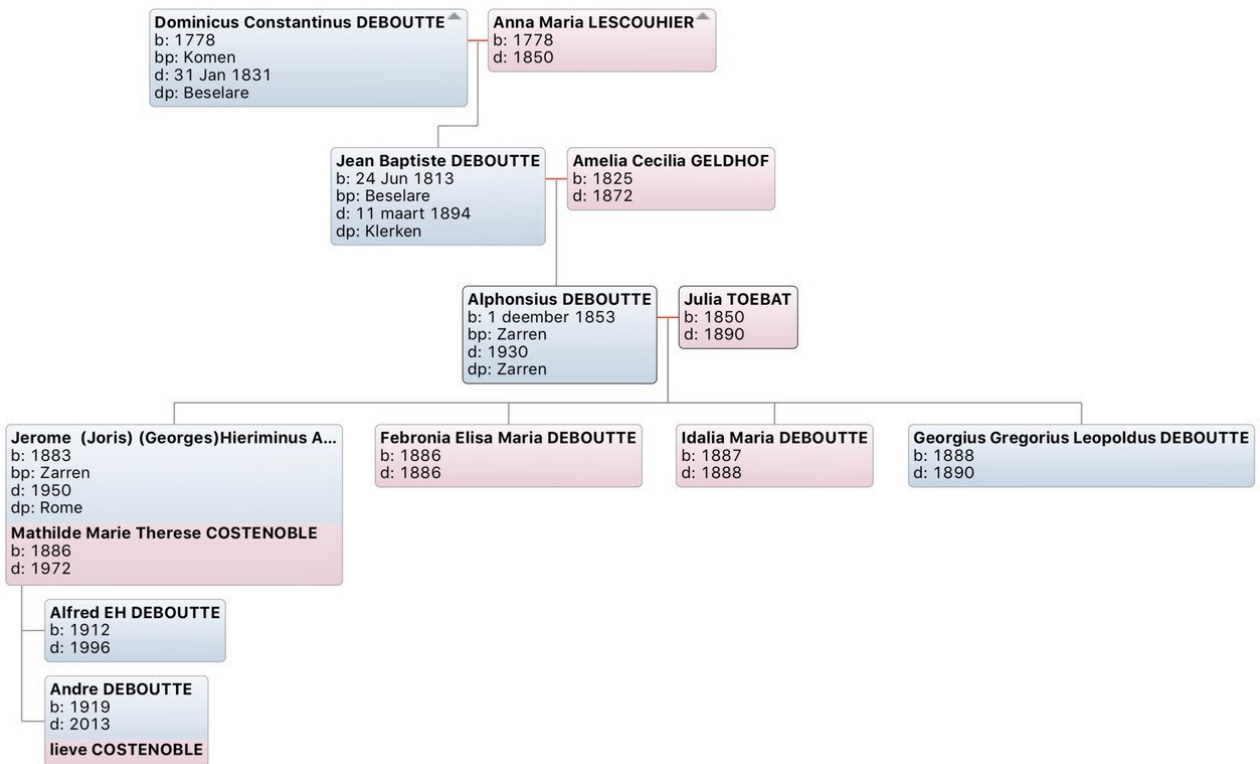 Dominicus Constantinus DEBOUTTE
b: 1778
bp: Komen
d: 31 Jan 1831
dp: Beselare
Anna Maria LESCOUHIER
b: 1778
d: 1850
Jean Baptiste DEBOUTTE
b: 24 Jun 1813
bp: Beselare
d: 11 maart 1894
dp: Klerken
Amelia Cecilia GELDHOF
b: 1825
d: 1872
Alphonsius DEBOUTTE
b: 1 deember 1853
bp: Zarren
d: 1930
dp: Zarren
Julia TOEBAT
b: 1850
d: 1890
Jerome (Joris) (Georges)Hieriminus A...
b: 1883
bp: Zarren
d: 1950
dp: Rome
Mathilde Marie Therese COSTENOBLE
b: 1886
d: 1972
Febronia Elisa Maria DEBOUTTE
b: 1886
d: 1886
Idalia Maria DEBOUTTE
b: 1887
d: 1888
Georgius Gregorius Leopoldus DEBOUTTE
b: 1888
d: 1890
Alfred EH DEBOUTTE
b: 1912
d: 1996
Andre DEBOUTTE
b: 1919
d: 2013
lieve COSTENOBLE